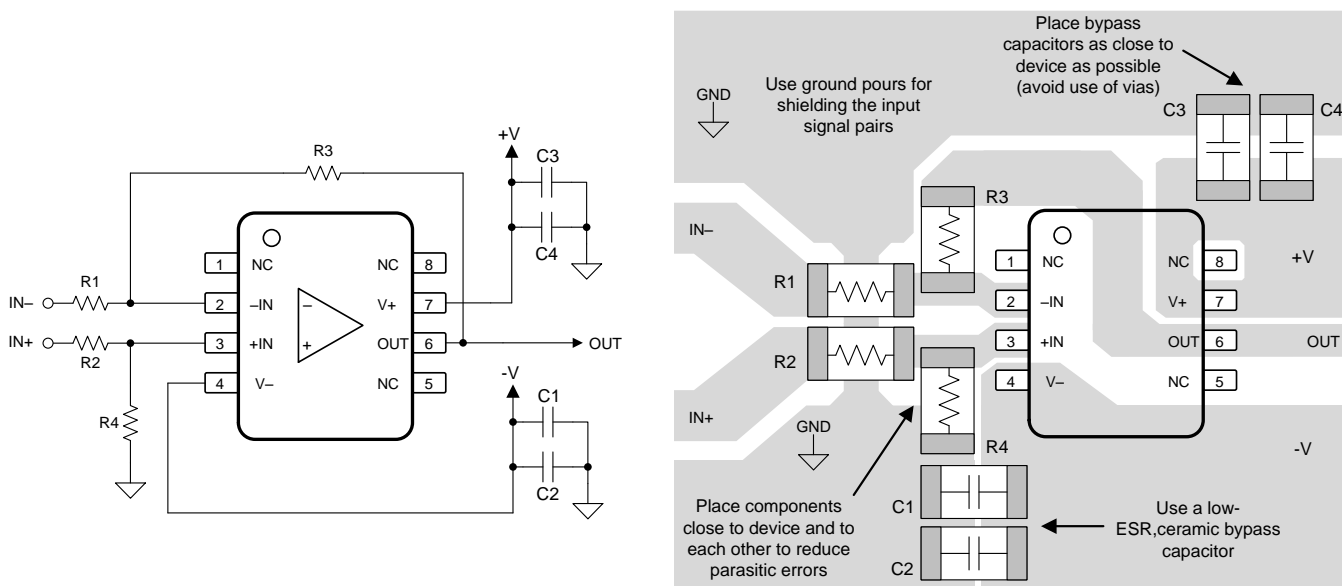 R3
+V
C3
C4
1
NC
NC
8
IN–
R1
2
–IN
–
V+
7
IN+
R2
3
+IN
+
OUT
6
OUT
4
V–
NC
5
R4
-V
C1
C2
Place bypass
capacitors as close to
device as possible
(avoid use of vias)
GND
Use ground pours for
shielding the input
signal pairs
C3
C4
R3
IN–
1
NC
NC
8
+V
R1
2
–IN
V+
7
R2
3
+IN
OUT
6
OUT
4
V–
NC
5
IN+
GND
R4
-V
Place components
close to device and to
each other to reduce
parasitic errors
C1
C2
Use a low-
ESR,ceramic bypass
capacitor